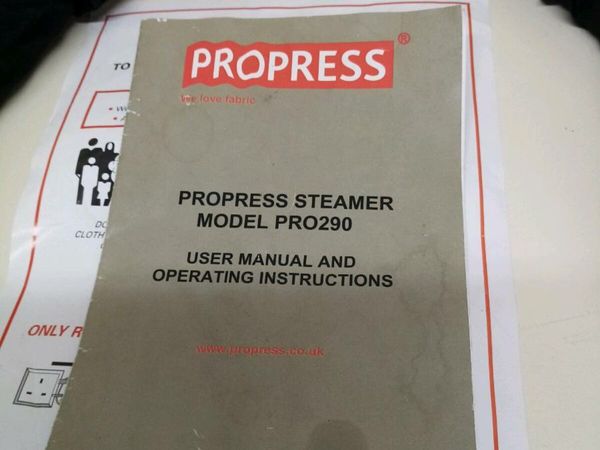 PROPRESS®
We love fabric
PROPRESS STEAMER
MODEL PRO290
USER MANUAL AND
OPERATING INSTRUCTIONS
www.propress.co.uk
TO
CLOTH
ONLY R